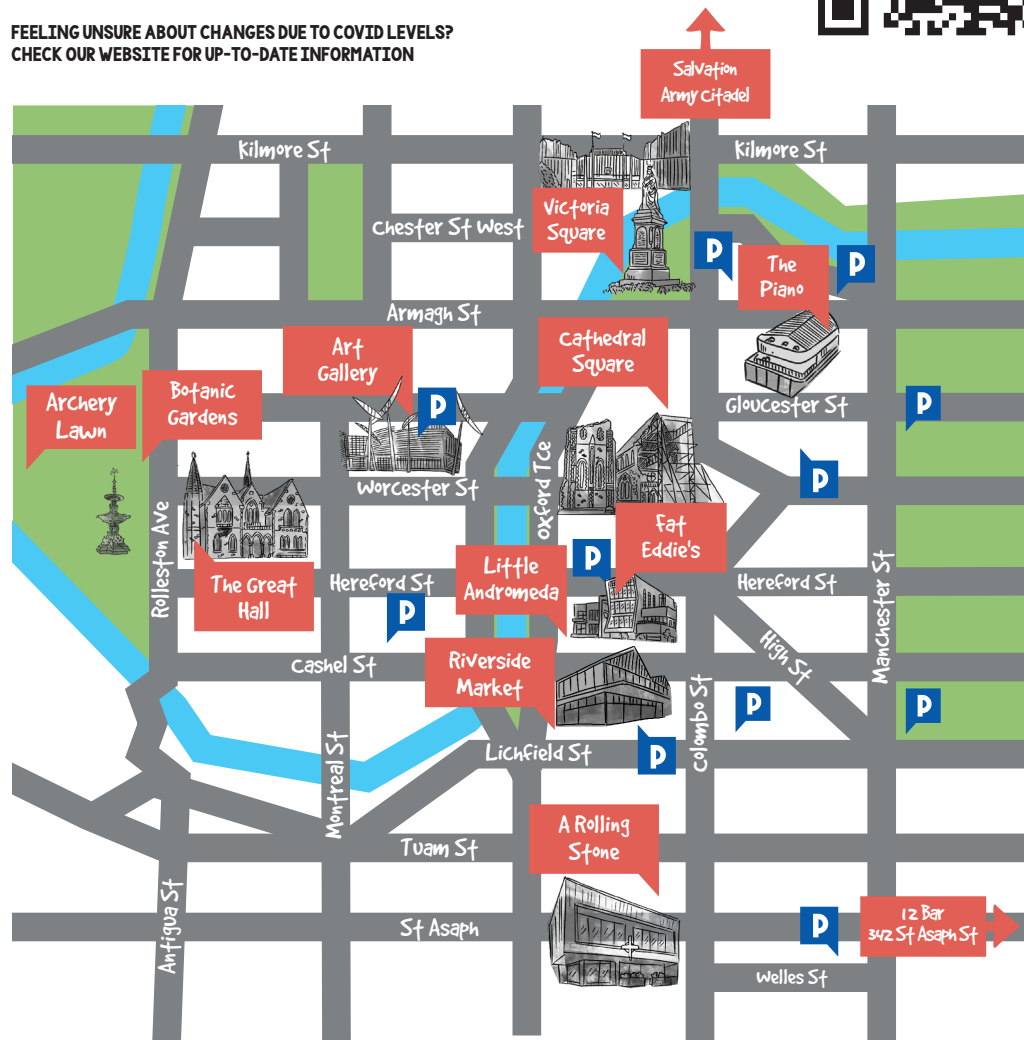 FEELING UNSURE ABOUT CHANGES DUE TO COVID LEVELS?
CHECK OUR WEBSITE FOR UP-TO-DATE INFORMATION
Salvation
Army Citadel
Kilmore St
Kilmore St
Victoria
Square
Chester St West
P
The
Piano
P
Armagh St
Art
Gallery
Cathedral
Square
Archery
Lawn
Botanic
Gardens
P
Gloucester St
P
Worcester St
Oxford Tce
P
Rolleston Ave
Fat
Eddie's
The Great
Hall
Hereford St
Little
Andromeda
P
Hereford St
Manchester St
P
Cashel St
Riverside
Market
High St
Colombo St
P
P
Montreal St
Lichfield St
P
A Rolling
Stone
Tuam St
Antigua St
St Asaph
P
12 Bar
342 St Asaph St
Welles St